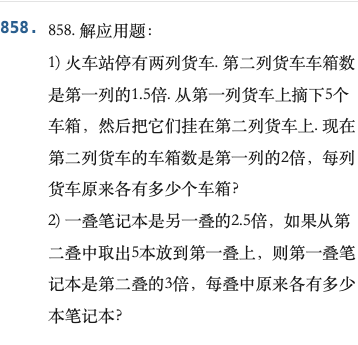 858. 858. 解应用题：
1) 火车站停有两列货车. 第二列货车车箱数
是第一列的1.5倍. 从第一列货车上摘下5个
车箱，然后把它们挂在第二列货车上. 现在
第二列货车的车箱数是第一列的2倍，每列
货车原来各有多少个车箱?
2) 一叠笔记本是另一叠的2.5倍，如果从第
二叠中取出5本放到第一叠上，则第一叠笔
记本是第二叠的3倍，每叠中原来各有多少
本笔记本?